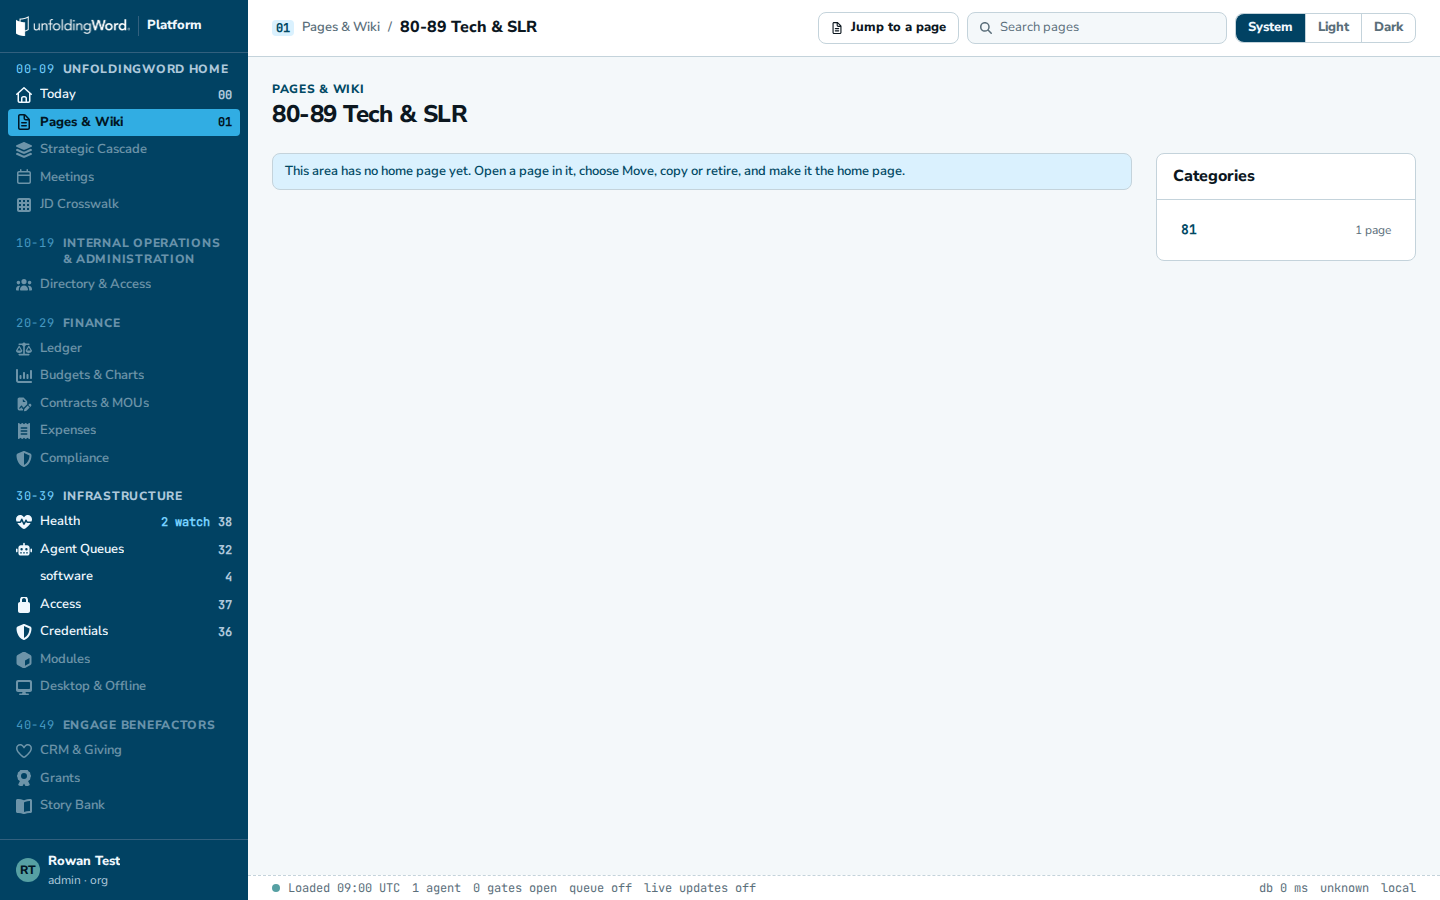 unfoldingWord Platform
00-09 UNFOLDINGWORD HOME
Today 00
Pages & Wiki 01
Strategic Cascade
Meetings
JD Crosswalk
10-19 INTERNAL OPERATIONS
& ADMINISTRATION
Directory & Access
20-29 FINANCE
Ledger
Budgets & Charts
Contracts & MOUs
Expenses
Compliance
30-39 INFRASTRUCTURE
Health 2 watch 38
Agent Queues 32
software 4
Access 37
Credentials 36
Modules
Desktop & Offline
40-49 ENGAGE BENEFACTORS
CRM & Giving
Grants
Story Bank
RT Rowan Test
admin · org
01 Pages & Wiki / 80-89 Tech & SLR
Jump to a page
Search pages
System Light Dark
PAGES & WIKI
80-89 Tech & SLR
This area has no home page yet. Open a page in it, choose Move, copy or retire, and make it the home page.
Categories
81 1 page
Loaded 09:00 UTC 1 agent 0 gates open queue off live updates off
db 0 ms unknown local